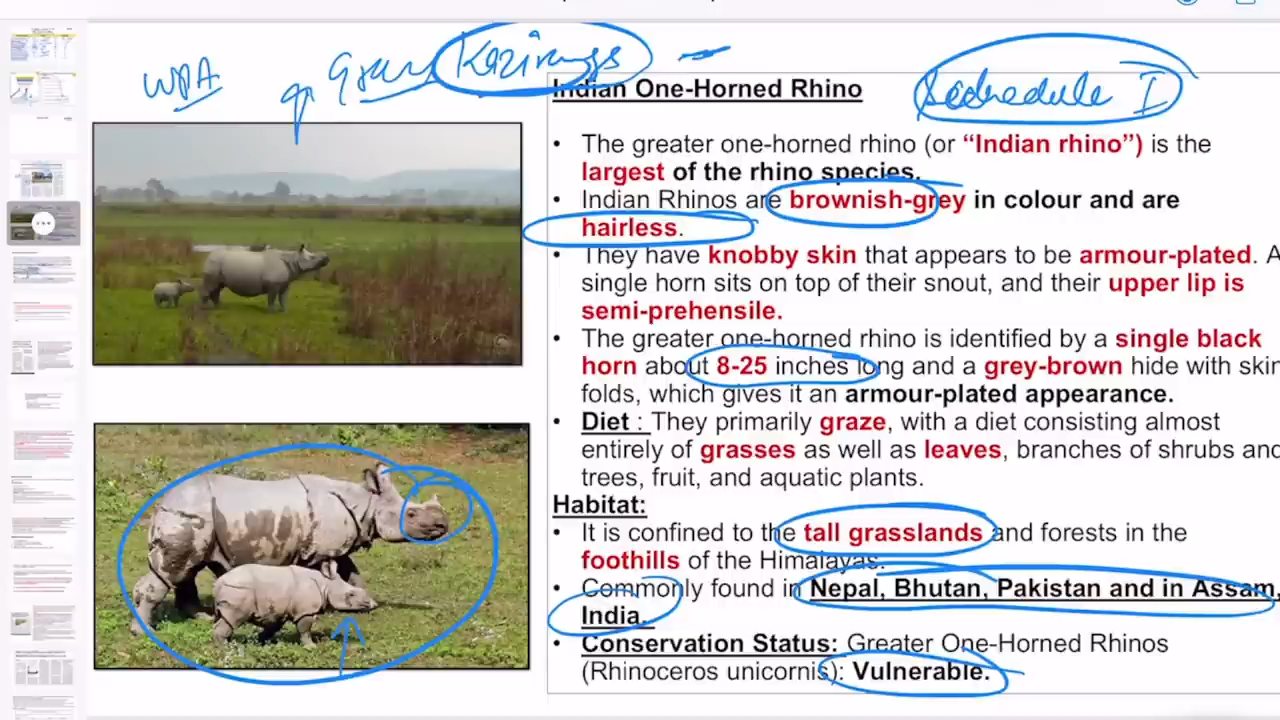 WPA
Kaziranga
Schedule I
Indian One-Horned Rhino
• The greater one-horned rhino (or “Indian rhino”) is the
largest of the rhino species.
• Indian Rhinos are brownish-grey in colour and are
hairless.
• They have knobby skin that appears to be armour-plated. A
single horn sits on top of their snout, and their upper lip is
semi-prehensile.
• The greater one-horned rhino is identified by a single black
horn about 8-25 inches long and a grey-brown hide with skin
folds, which gives it an armour-plated appearance.
• Diet : They primarily graze, with a diet consisting almost
entirely of grasses as well as leaves, branches of shrubs and
trees, fruit, and aquatic plants.
Habitat:
• It is confined to the tall grasslands and forests in the
foothills of the Himalayas.
• Commonly found in Nepal, Bhutan, Pakistan and in Assam,
India.
• Conservation Status: Greater One-Horned Rhinos
(Rhinoceros unicornis): Vulnerable.